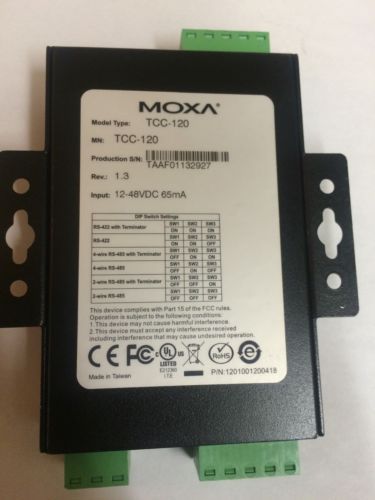 MOXA®
Model Type: TCC-120
MN: TCC-120
Production S/N:
TAAF01132927
Rev.: 1.3
Input: 12-48VDC 65mA
DIP Switch Settings
RS-422 with Terminator SW1 SW2 SW3
ON ON ON
RS-422 SW1 SW2 SW3
ON ON OFF
4-wire RS-485 with Terminator SW1 SW2 SW3
OFF ON ON
4-wire RS-485 SW1 SW2 SW3
OFF ON OFF
2-wire RS-485 with Terminator SW1 SW2 SW3
OFF OFF ON
2-wire RS-485 SW1 SW2 SW3
OFF OFF OFF
This device complies with Part 15 of the FCC rules.
Operation is subject to the following conditions:
1.This device may not cause harmful interference.
2.This device must accept any interference
received including interference that may
cause undesired operation.
CE FC c UL US LISTED RoHS e
E212360
I.T.E
Made in Taiwan
P/N:1201001200418